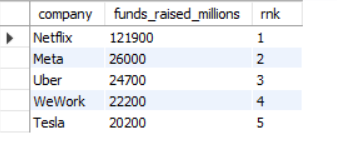 company funds_raised_millions rnk
Netflix 121900 1
Meta 26000 2
Uber 24700 3
WeWork 22200 4
Tesla 20200 5